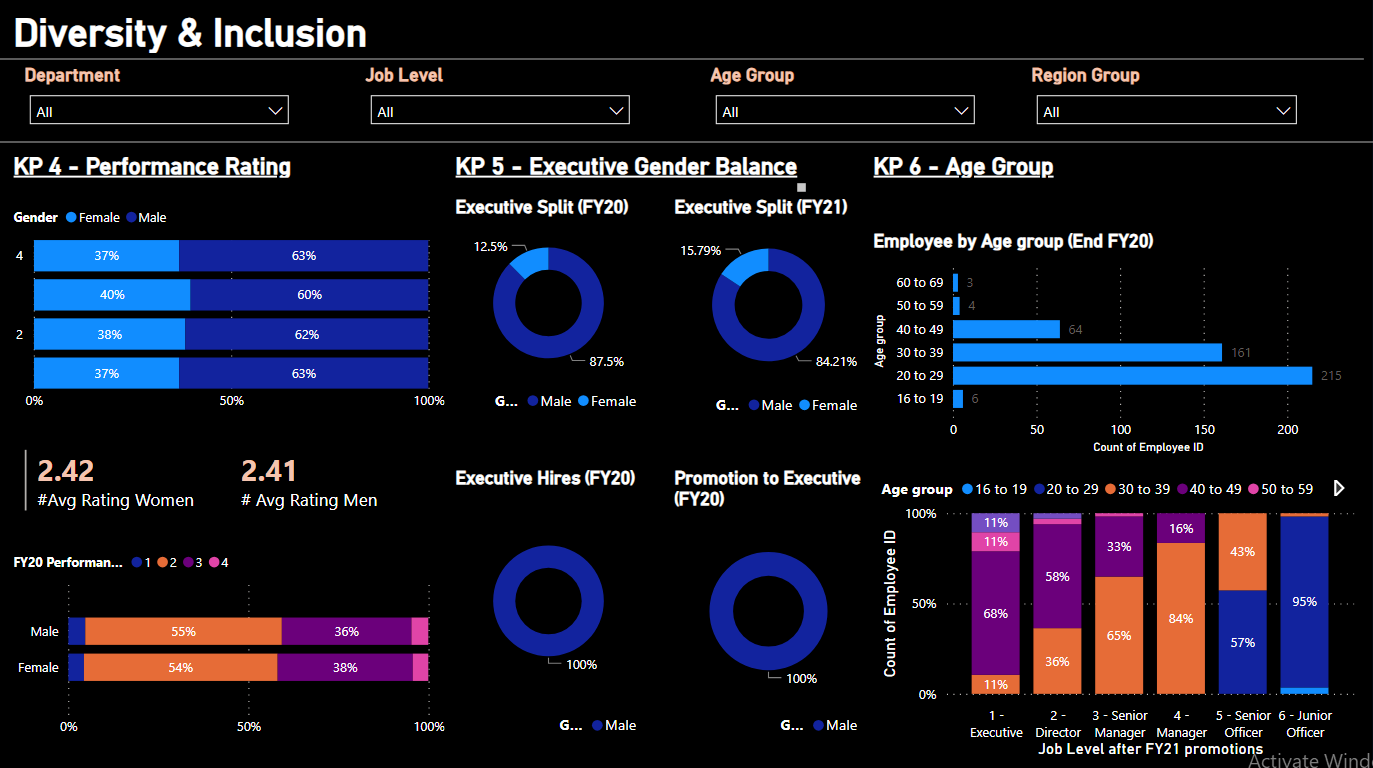 Diversity & Inclusion
Department
Job Level
Age Group
Region Group
All
All
All
All
KP 4 - Performance Rating
Gender Female Male
4
37%
63%
40%
60%
2
38%
62%
37%
63%
0%
50%
100%
2.42
#Avg Rating Women
2.41
# Avg Rating Men
FY20 Performan... 1 2 3 4
Male
55%
36%
Female
54%
38%
0%
50%
100%
KP 5 - Executive Gender Balance
Executive Split (FY20)
12.5%
87.5%
G... Male Female
Executive Split (FY21)
15.79%
84.21%
G... Male Female
Executive Hires (FY20)
100%
G... Male
Promotion to Executive
(FY20)
100%
G... Male
KP 6 - Age Group
Employee by Age group (End FY20)
Age group
60 to 69
3
50 to 59
4
40 to 49
64
30 to 39
161
20 to 29
215
16 to 19
6
0
50
100
150
200
Count of Employee ID
Age group 16 to 19 20 to 29 30 to 39 40 to 49 50 to 59
Count of Employee ID
100%
50%
0%
11%
11%
68%
11%
58%
36%
33%
65%
16%
84%
43%
57%
95%
1 -
Executive
2 -
Director
3 - Senior
Manager
4 -
Manager
5 - Senior
Officer
6 - Junior
Officer
Job Level after FY21 promotions
Activate Wind